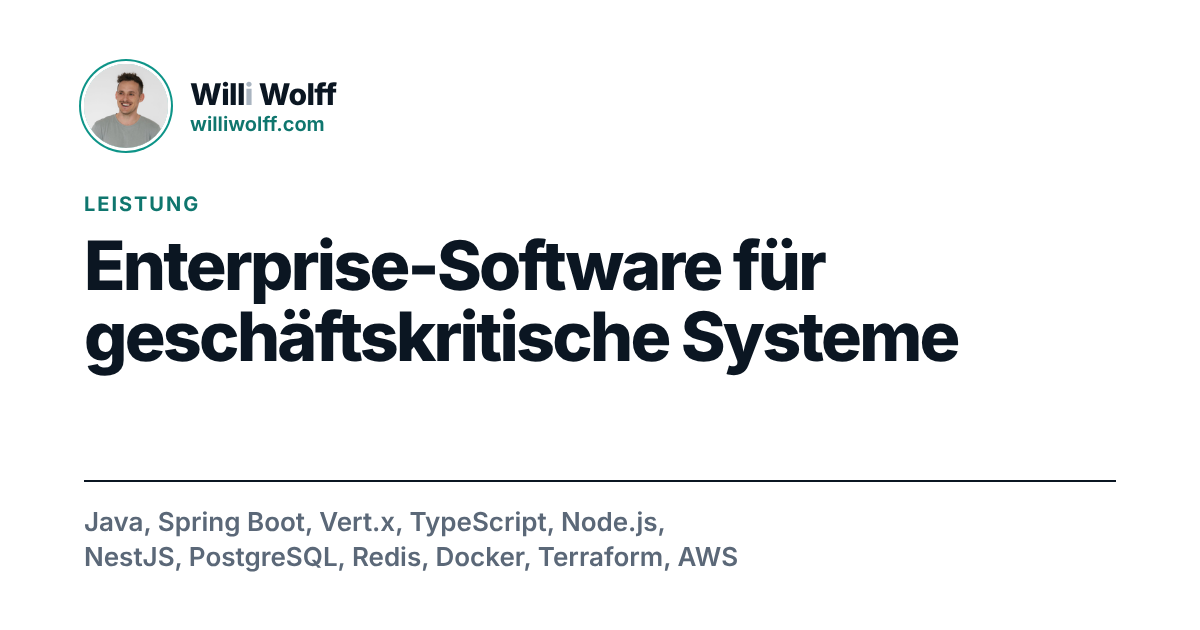 Willi Wolff
williwolff.com
LEISTUNG
Enterprise-Software für
geschäftskritische Systeme
Java, Spring Boot, Vert.x, TypeScript, Node.js,
NestJS, PostgreSQL, Redis, Docker, Terraform, AWS